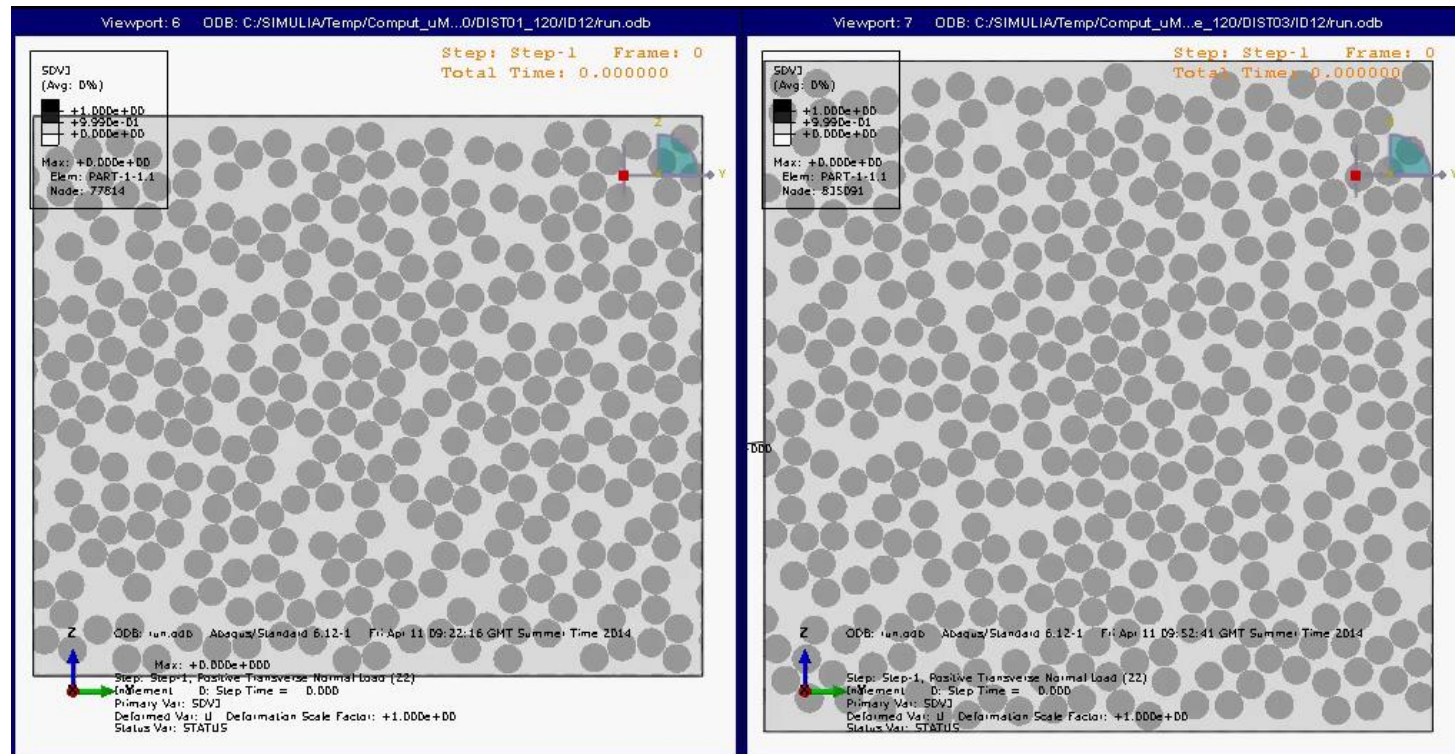 Viewport: 6 ODB: C:/SIMULIA/Temp/Comput_uM...0/DIST01_120/ID12/run.odb
Step: Step-1 Frame: 0
Total Time: 0.000000
SDV3
(Avg: 0%)
+1.000e+00
+9.990e-01
+0.000e+00
Max: +0.000e+00
Elem: PART-1-1.1
Node: 77814
Z
Y
Z
ODB: run.odb Abaqus/Standard 6.12-1 Fri Apr 11 09:22:16 GMT Summer Time 2014
Max: +0.000e+000
Step: Step-1, Positive Transverse Normal Load (22)
Increment 0: Step Time = 0.000
Primary Var: SDV3
Deformed Var: U Deformation Scale Factor: +1.000e+00
Status Var: STATUS
Viewport: 7 ODB: C:/SIMULIA/Temp/Comput_uM...e_120/DIST03/ID12/run.odb
Step: Step-1 Frame: 0
Total Time: 0.000000
SDV3
(Avg: 0%)
+1.000e+00
+9.990e-01
+0.000e+00
Max: +0.000e+00
Elem: PART-1-1.1
Y
Z
ODB: run.odb Abaqus/Standard 6.12-1 Fri Apr 11 09:52:41 GMT Summer Time 2014
Step: Step-1, Positive Transverse Normal Load (22)
Increment 0: Step Time = 0.000
Primary Var: SDV3
Deformed Var: U Deformation Scale Factor: +1.000e+00
Status Var: STATUS